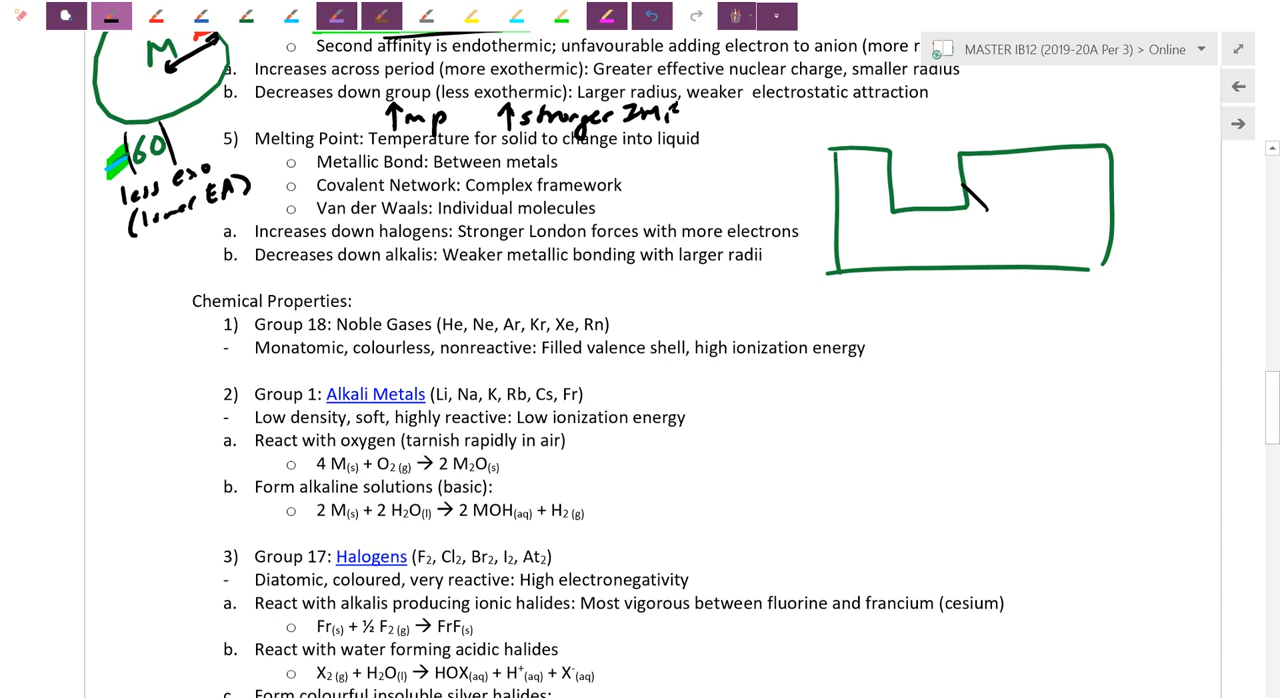 M
Second affinity is endothermic; unfavourable adding electron to anion (more r
MASTER IB12 (2019-20A Per 3) > Online
a. Increases across period (more exothermic): Greater effective nuclear charge, smaller radius
b. Decreases down group (less exothermic): Larger radius, weaker electrostatic attraction
↑mp ↑stronger IMF
|60|
less exo
(lower EA)
5) Melting Point: Temperature for solid to change into liquid
o Metallic Bond: Between metals
o Covalent Network: Complex framework
o Van der Waals: Individual molecules
a. Increases down halogens: Stronger London forces with more electrons
b. Decreases down alkalis: Weaker metallic bonding with larger radii
Chemical Properties:
1) Group 18: Noble Gases (He, Ne, Ar, Kr, Xe, Rn)
- Monatomic, colourless, nonreactive: Filled valence shell, high ionization energy
2) Group 1: Alkali Metals (Li, Na, K, Rb, Cs, Fr)
- Low density, soft, highly reactive: Low ionization energy
a. React with oxygen (tarnish rapidly in air)
o 4 M(s) + O2 (g) → 2 M2O(s)
b. Form alkaline solutions (basic):
o 2 M(s) + 2 H2O(l) → 2 MOH(aq) + H2 (g)
3) Group 17: Halogens (F2, Cl2, Br2, I2, At2)
- Diatomic, coloured, very reactive: High electronegativity
a. React with alkalis producing ionic halides: Most vigorous between fluorine and francium (cesium)
o Fr(s) + ½ F2 (g) → FrF(s)
b. React with water forming acidic halides
o X2 (g) + H2O(l) → HOX(aq) + H+(aq) + X-(aq)
c. Form colourful insoluble silver halides: